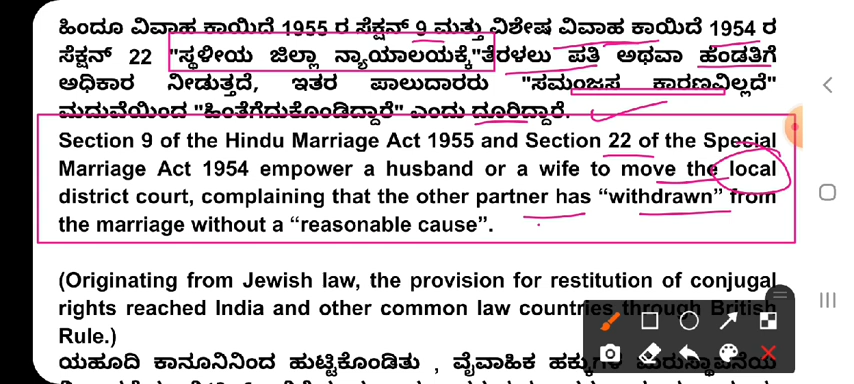 ಹಿಂದೂ ವಿವಾಹ ಕಾಯಿದೆ 1955 ರ ಸೆಕ್ಷನ್ 9 ಮತ್ತು ವಿಶೇಷ ವಿವಾಹ ಕಾಯಿದೆ 1954 ರ
ಸೆಕ್ಷನ್ 22 "ಸ್ಥಳೀಯ ಜಿಲ್ಲಾ ನ್ಯಾಯಾಲಯಕ್ಕೆ"ತೆರಳಲು ಪತಿ ಅಥವಾ ಹೆಂಡತಿಗೆ
ಅಧಿಕಾರ ನೀಡುತ್ತದೆ, ಇತರ ಪಾಲುದಾರರು "ಸಮಂಜಸ ಕಾರಣವಿಲ್ಲದೆ"
ಮದುವೆಯಿಂದ "ಹಿಂತೆಗೆದುಕೊಂಡಿದ್ದಾರೆ" ಎಂದು ದೂರಿದ್ದಾರೆ.
Section 9 of the Hindu Marriage Act 1955 and Section 22 of the Special
Marriage Act 1954 empower a husband or a wife to move the local
district court, complaining that the other partner has “withdrawn” from
the marriage without a “reasonable cause”.
(Originating from Jewish law, the provision for restitution of conjugal
rights reached India and other common law countries through British
Rule.)
ಯಹೂದಿ ಕಾನೂನಿನಿಂದ ಹುಟ್ಟಿಕೊಂಡಿತು , ವೈವಾಹಿಕ